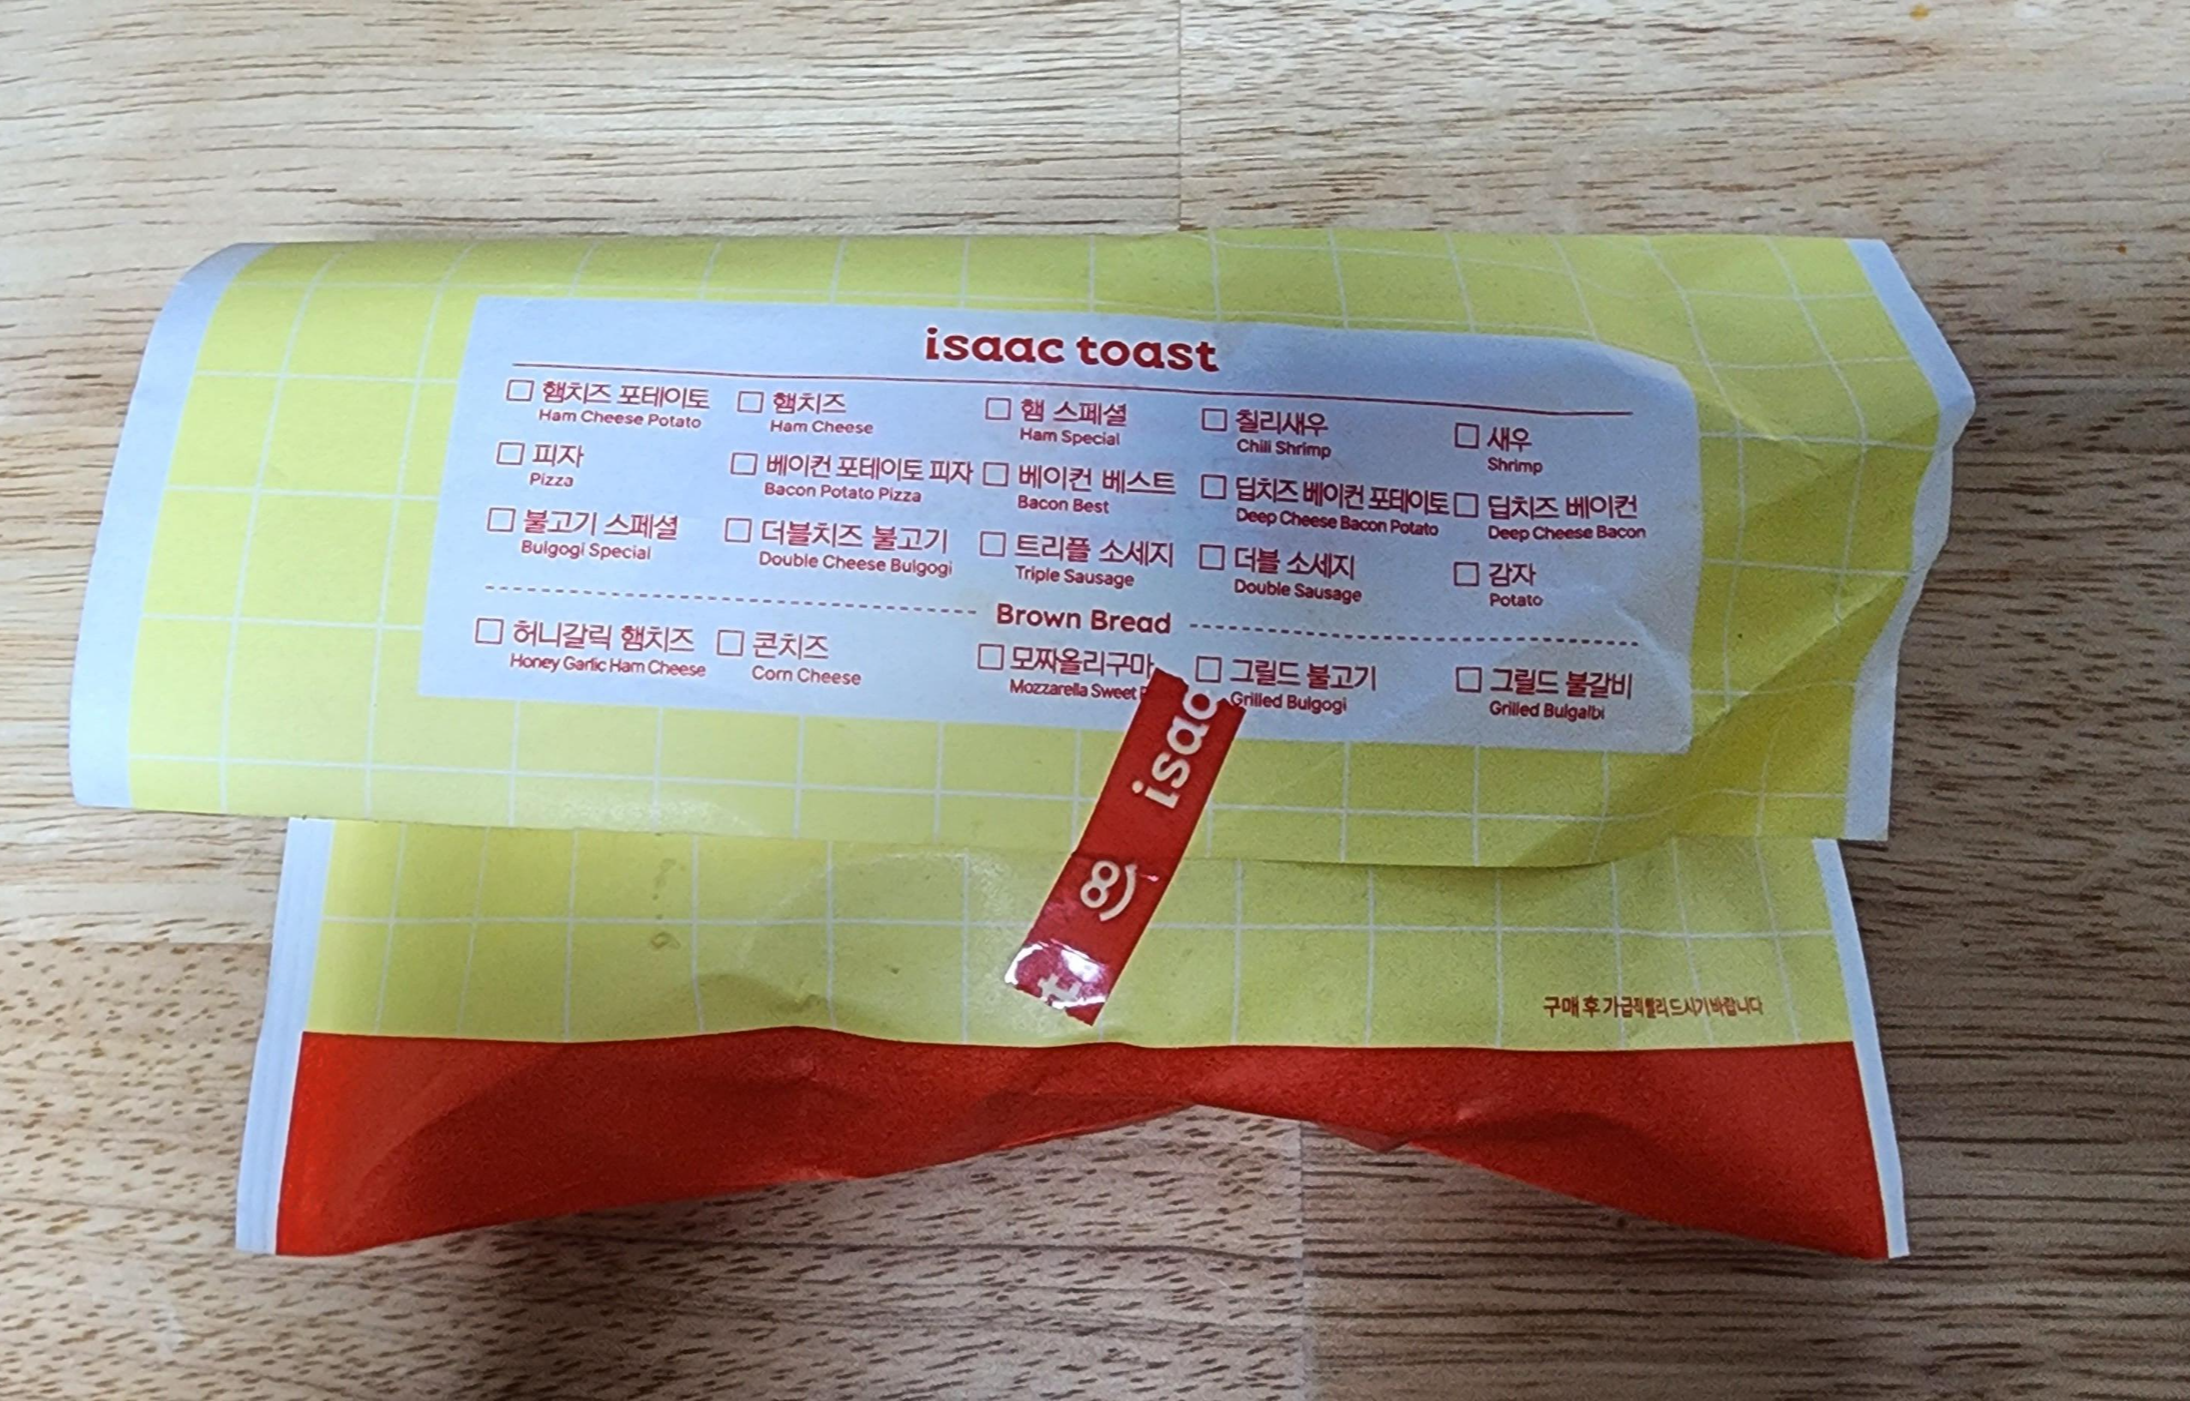 isaac toast
햄치즈 포테이토 햄치즈 햄 스페셜 칠리새우 새우
Ham Cheese Potato Ham Cheese Ham Special Chili Shrimp Shrimp
피자 베이컨 포테이토 피자 베이컨 베스트 딥치즈 베이컨 포테이토 딥치즈 베이컨
Pizza Bacon Potato Pizza Bacon Best Deep Cheese Bacon Potato Deep Cheese Bacon
불고기 스페셜 더블치즈 불고기 트리플 소세지 더블 소세지 감자
Bulgogi Special Double Cheese Bulgogi Triple Sausage Double Sausage Potato
Brown Bread
허니갈릭 햄치즈 콘치즈 모짜올리구마 그릴드 불고기 그릴드 불갈비
Honey Garlic Ham Cheese Corn Cheese Mozzarella Sweet Grilled Bulgogi Grilled Bulgalbi
isaac
t
구매 후 가급적 빨리 드시기 바랍니다